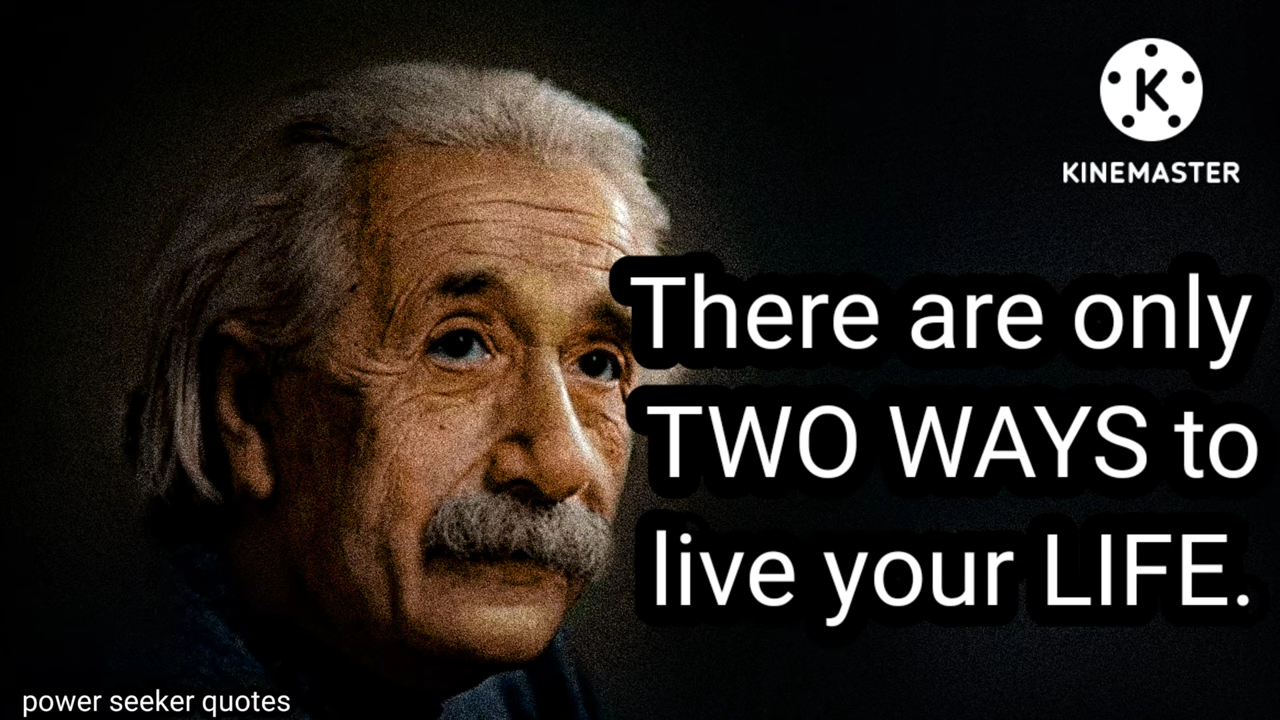 K
KINEMASTER
There are only
TWO WAYS to
live your LIFE.
power seeker quotes